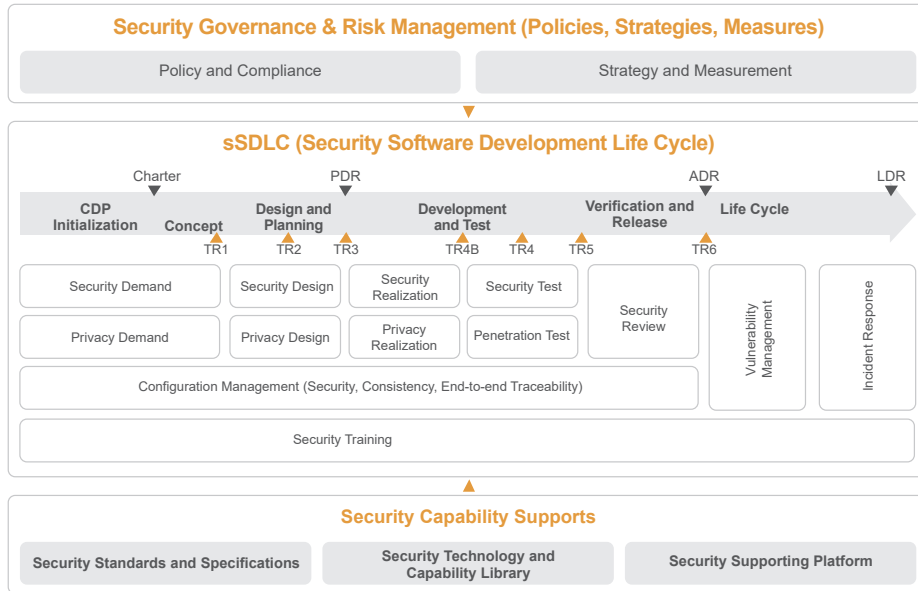 Security Governance & Risk Management (Policies, Strategies, Measures)
Policy and Compliance
Strategy and Measurement
sSDLC (Security Software Development Life Cycle)
Charter
PDR
ADR
LDR
CDP
Initialization
Concept
Design and
Planning
Development
and Test
Verification and
Release
Life Cycle
TR1
TR2
TR3
TR4B
TR4
TR5
TR6
Security Demand
Security Design
Security
Realization
Security Test
Privacy Demand
Privacy Design
Privacy
Realization
Penetration Test
Security
Review
Vulnerability
Management
Incident Response
Configuration Management (Security, Consistency, End-to-end Traceability)
Security Training
Security Capability Supports
Security Standards and Specifications
Security Technology and
Capability Library
Security Supporting Platform